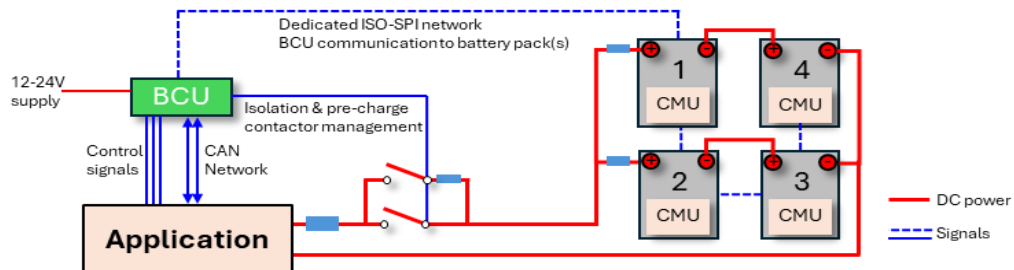 Dedicated ISO-SPI network
BCU communication to battery pack(s)
12-24V
supply
BCU
Isolation & pre-charge
contactor management
Control
signals
CAN
Network
Application
+
-
1
CMU
+
-
4
CMU
+
-
2
CMU
+
-
3
CMU
DC power
Signals